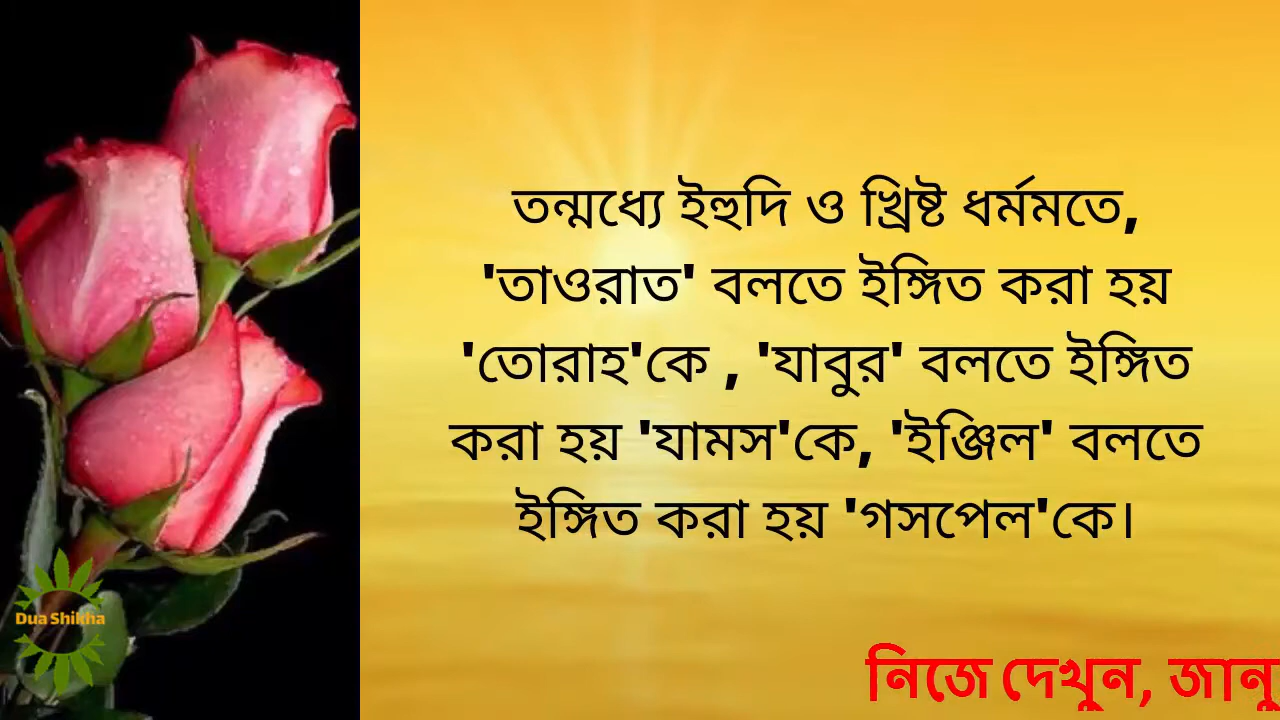 তন্মধ্যে ইহুদি ও খ্রিষ্ট ধর্মমতে,
'তাওরাত' বলতে ইঙ্গিত করা হয়
'তোরাহ'কে , 'যাবুর' বলতে ইঙ্গিত
করা হয় 'যামস'কে, 'ইঞ্জিল' বলতে
ইঙ্গিত করা হয় 'গসপেল'কে।
Dua Shikha
নিজে দেখুন, জানু